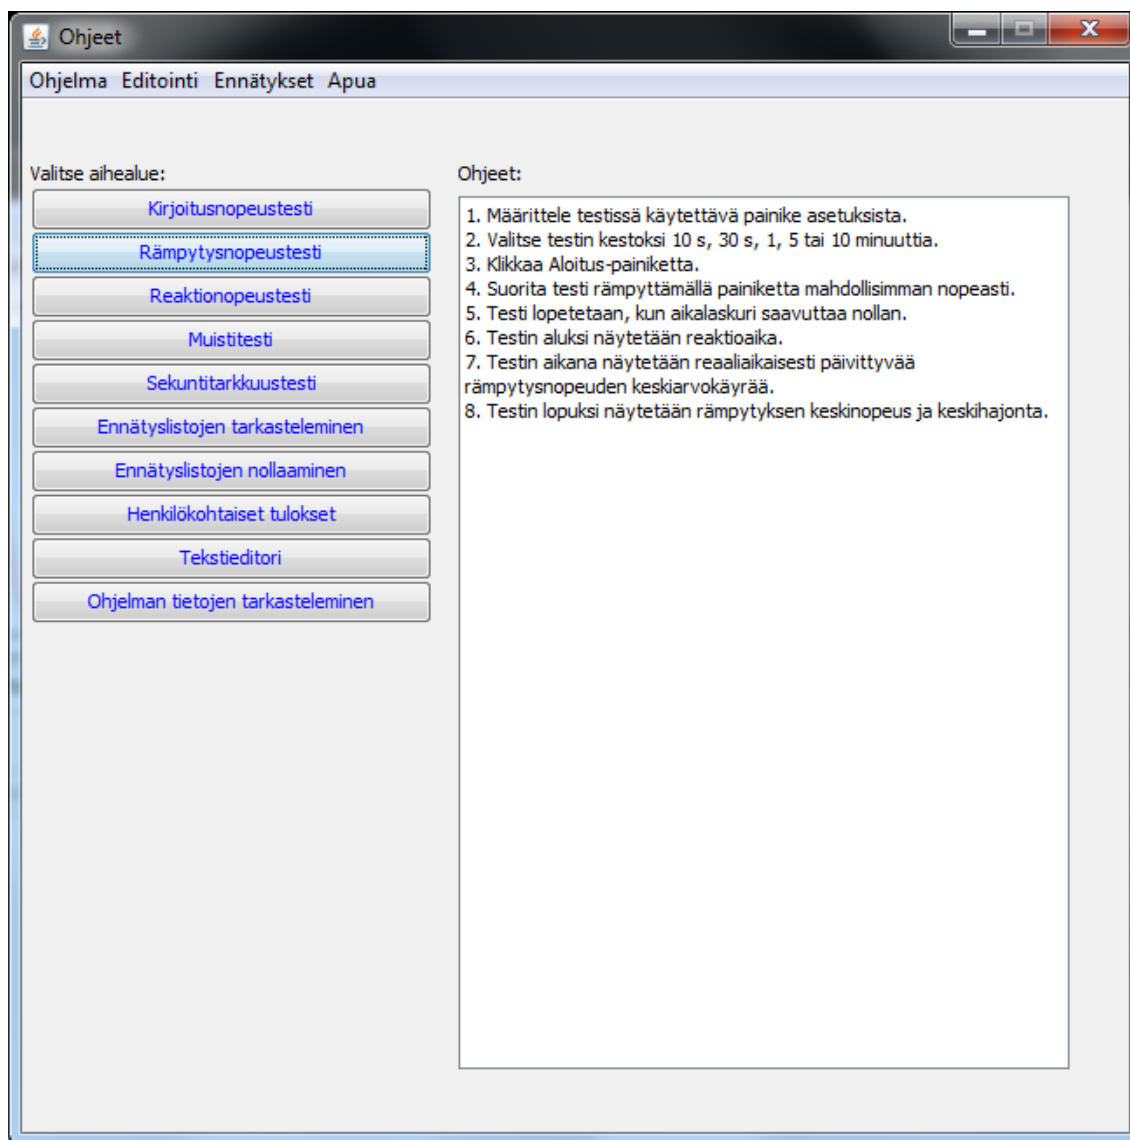 Ohjeet
Ohjelma Editointi Ennätykset Apua
Valitse aihealue:
Kirjoitusnopeustesti
Rämpytysnopeustesti
Reaktionopeustesti
Muistitesti
Sekuntitarkkuustesti
Ennätyslistojen tarkasteleminen
Ennätyslistojen nollaaminen
Henkilökohtaiset tulokset
Tekstieditori
Ohjelman tietojen tarkasteleminen
Ohjeet:
1. Määrittele testissä käytettävä painike asetuksista.
2. Valitse testin kestoksi 10 s, 30 s, 1, 5 tai 10 minuuttia.
3. Klikkaa Aloitus-painiketta.
4. Suorita testi rämpyttämällä painiketta mahdollisimman nopeasti.
5. Testi lopetetaan, kun aikalaskuri saavuttaa nollan.
6. Testin aluksi näytetään reaktioaika.
7. Testin aikana näytetään reaaliaikaisesti päivittyvää
rämpytysnopeuden keskiarvokäyrää.
8. Testin lopuksi näytetään rämpytyksen keskinopeus ja keskihajonta.